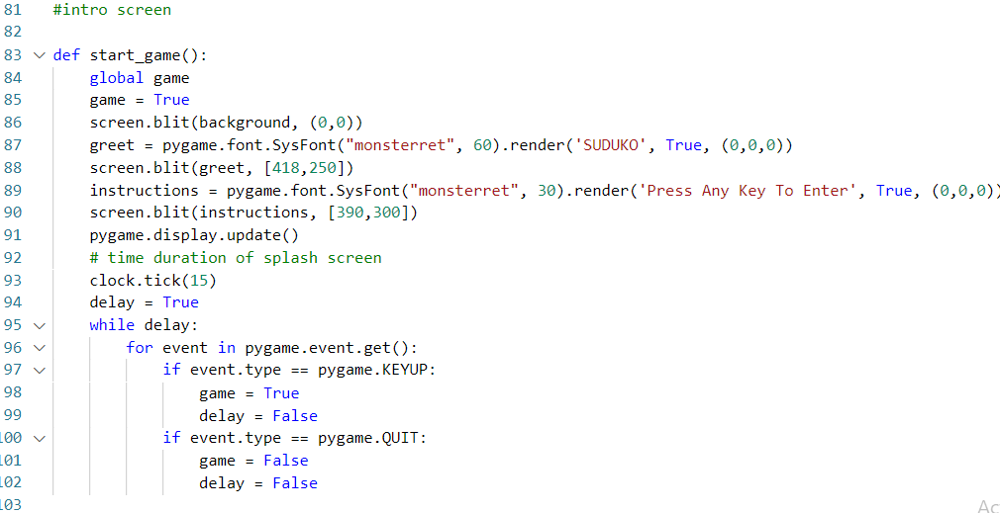 81 #intro screen
82
83 def start_game():
84 global game
85 game = True
86 screen.blit(background, (0,0))
87 greet = pygame.font.SysFont("monsterret", 60).render('SUDUKO', True, (0,0,0))
88 screen.blit(greet, [418,250])
89 instructions = pygame.font.SysFont("monsterret", 30).render('Press Any Key To Enter', True, (0,0,0))
90 screen.blit(instructions, [390,300])
91 pygame.display.update()
92 # time duration of splash screen
93 clock.tick(15)
94 delay = True
95 while delay:
96 for event in pygame.event.get():
97 if event.type == pygame.KEYUP:
98 game = True
99 delay = False
100 if event.type == pygame.QUIT:
101 game = False
102 delay = False
103
Ac